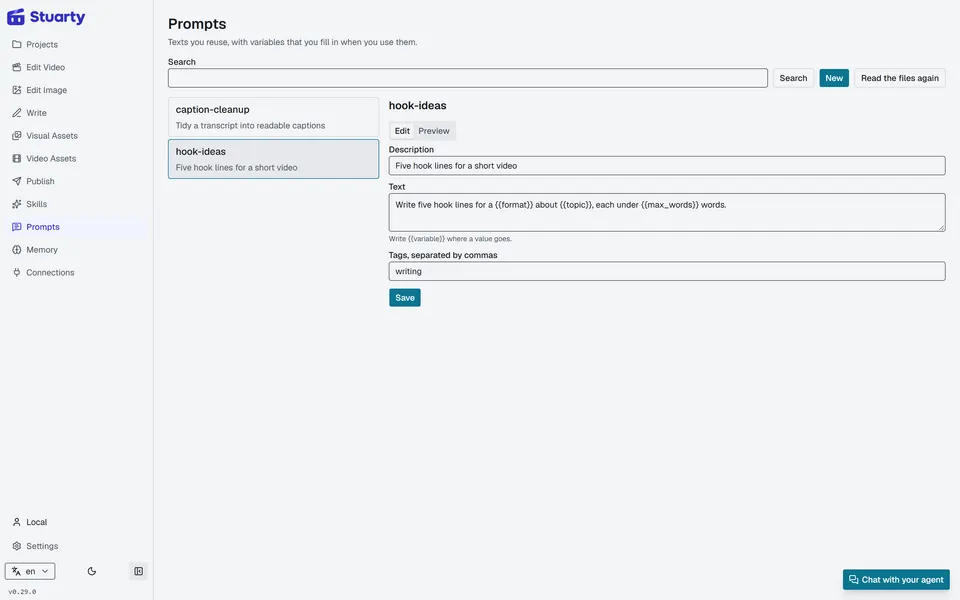 Stuarty
Projects
Edit Video
Edit Image
Write
Visual Assets
Video Assets
Publish
Skills
Prompts
Memory
Connections
Local
Settings
en
v0.29.0
Prompts
Texts you reuse, with variables that you fill in when you use them.
Search
Search
New
Read the files again
caption-cleanup
Tidy a transcript into readable captions
hook-ideas
Five hook lines for a short video
hook-ideas
Edit Preview
Description
Five hook lines for a short video
Text
Write five hook lines for a {{format}} about {{topic}}, each under {{max_words}} words.
Write {{variable}} where a value goes.
Tags, separated by commas
writing
Save
Chat with your agent